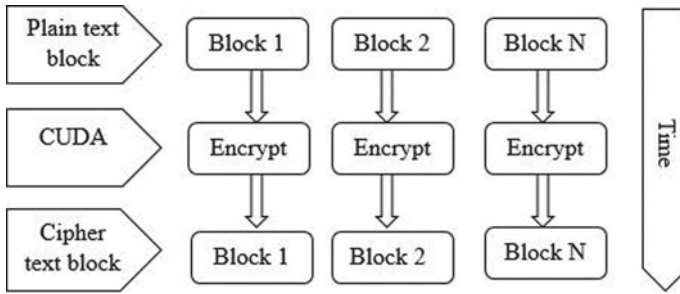 Plain text
block
Block 1
Block 2
Block N
CUDA
Encrypt
Encrypt
Encrypt
Time
Cipher
text block
Block 1
Block 2
Block N